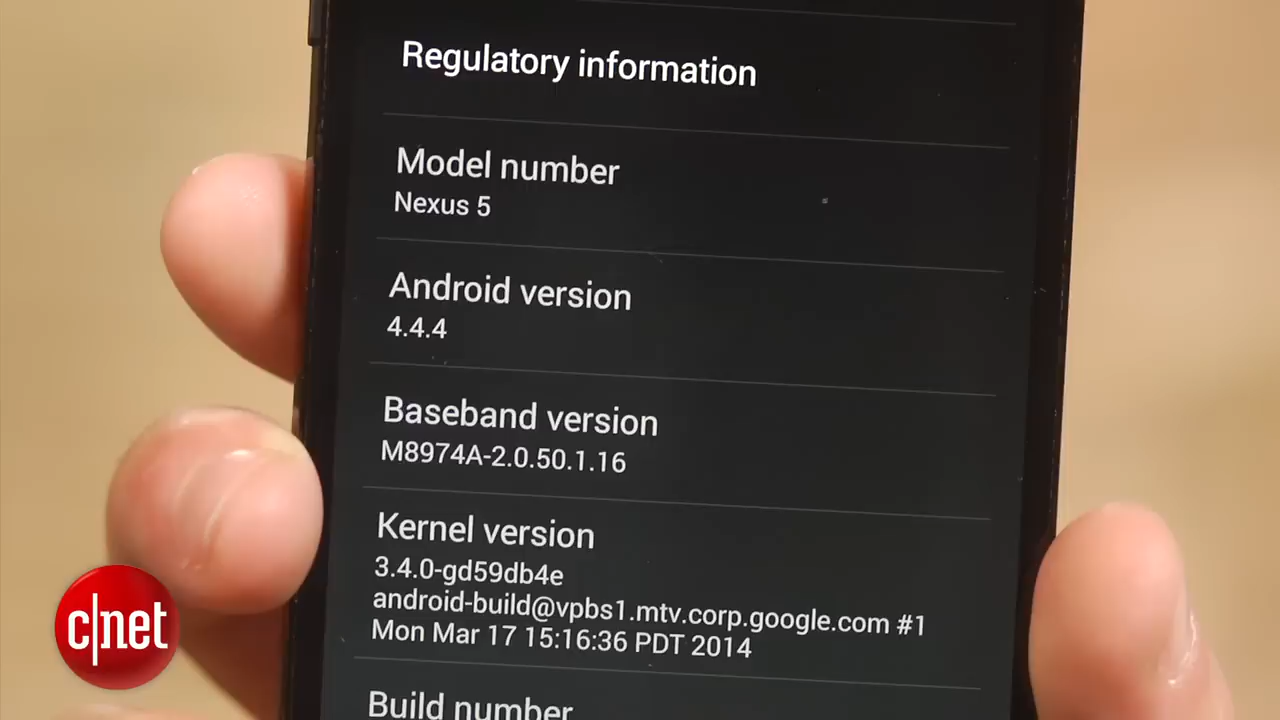 Regulatory information
Model number
Nexus 5
Android version
4.4.4
Baseband version
M8974A-2.0.50.1.16
Kernel version
3.4.0-gd59db4e
android-build@vpbs1.mtv.corp.google.com #1
Mon Mar 17 15:16:36 PDT 2014
Build number
c|net